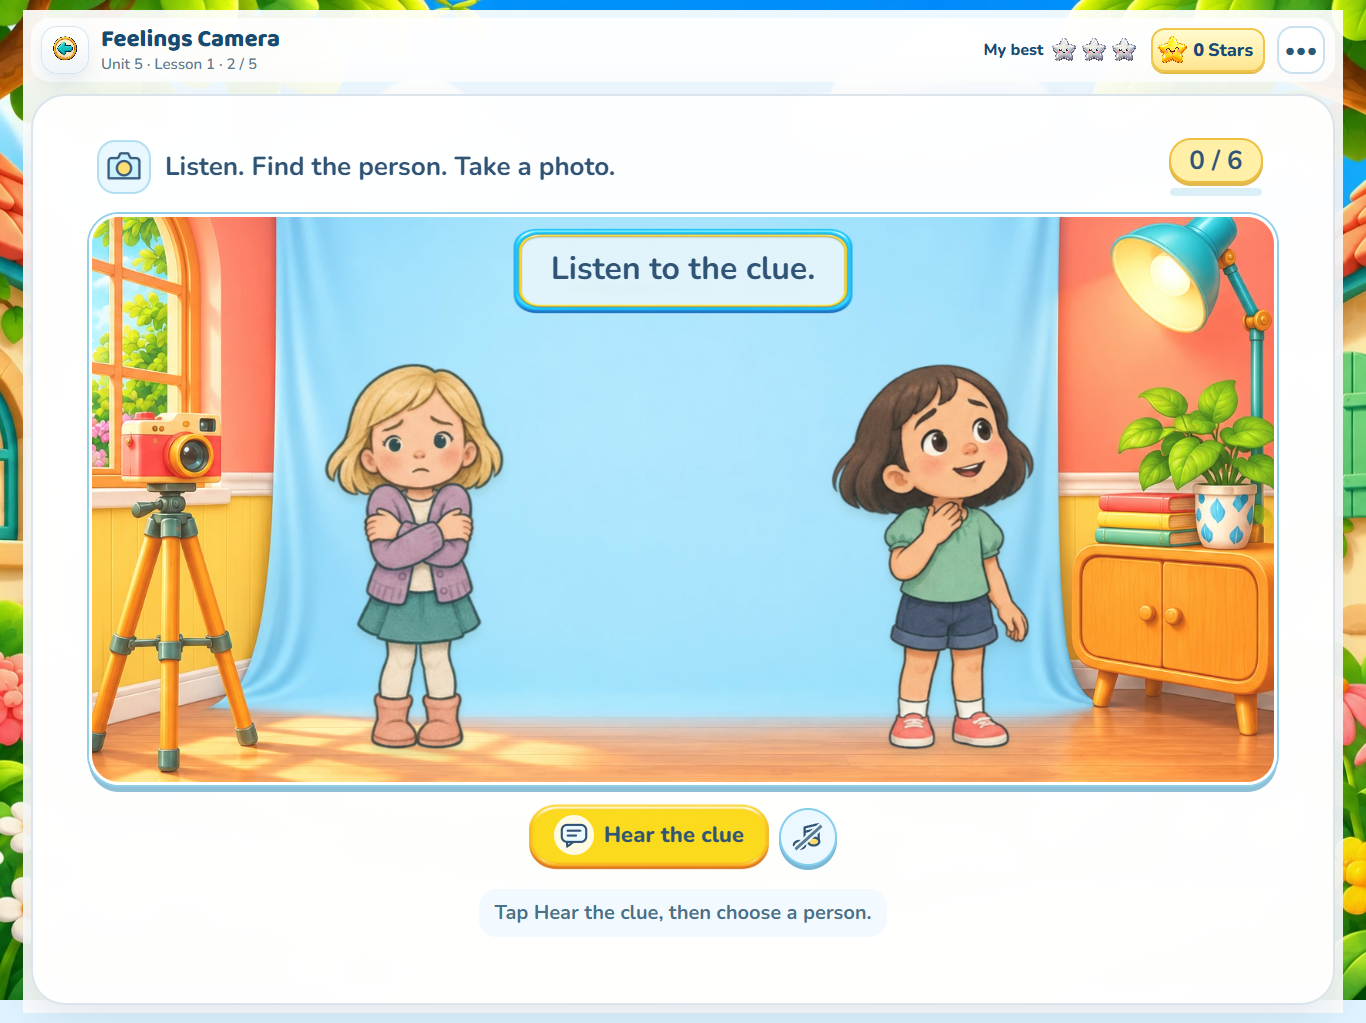 Feelings Camera
Unit 5 · Lesson 1 · 2 / 5
My best
0 Stars
Listen. Find the person. Take a photo.
0 / 6
Listen to the clue.
Hear the clue
Tap Hear the clue, then choose a person.